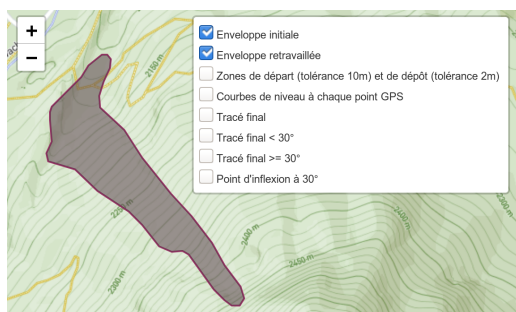 +
−
Enveloppe initiale
Enveloppe retravaillée
Zones de départ (tolérance 10m) et de dépôt (tolérance 2m)
Courbes de niveau à chaque point GPS
Tracé final
Tracé final < 30°
Tracé final >= 30°
Point d'inflexion à 30°
2150 m
2250 m
2300 m
2400 m
2450 m
2400 m
2300 m